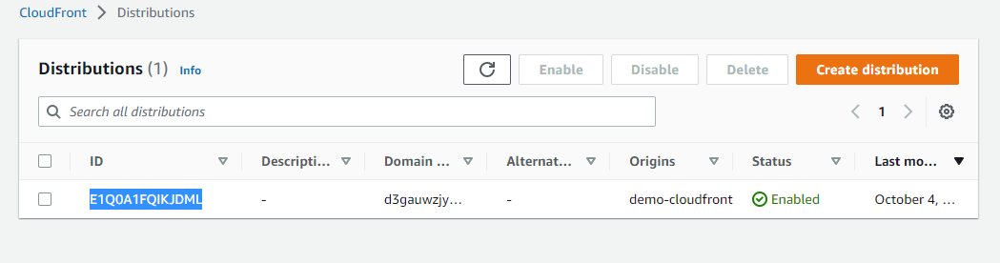 CloudFront > Distributions
Distributions (1) Info Enable Disable Delete Create distribution
Search all distributions 1
ID Descripti... Domain ... Alternat... Origins Status Last mo...
E1Q0A1FQIKJDML - d3gauwzjy... - demo-cloudfront Enabled October 4, ...